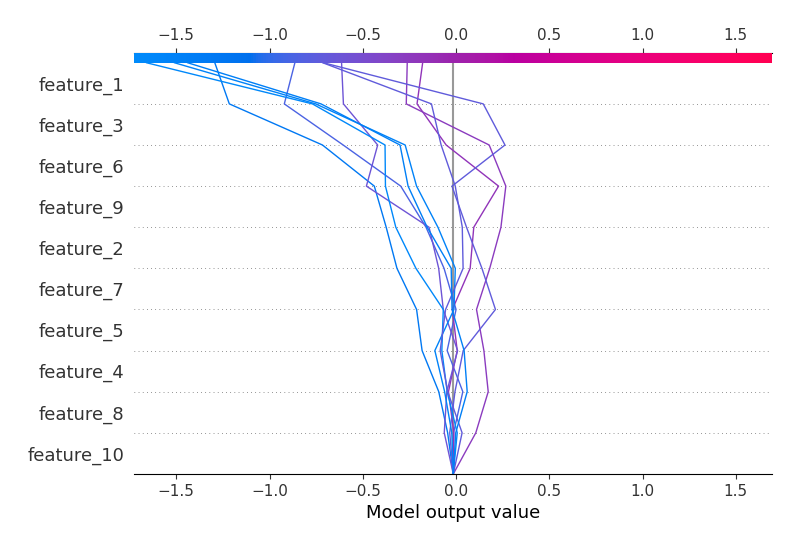 −1.5 −1.0 −0.5 0.0 0.5 1.0 1.5
feature_1
feature_3
feature_6
feature_9
feature_2
feature_7
feature_5
feature_4
feature_8
feature_10
−1.5 −1.0 −0.5 0.0 0.5 1.0 1.5
Model output value